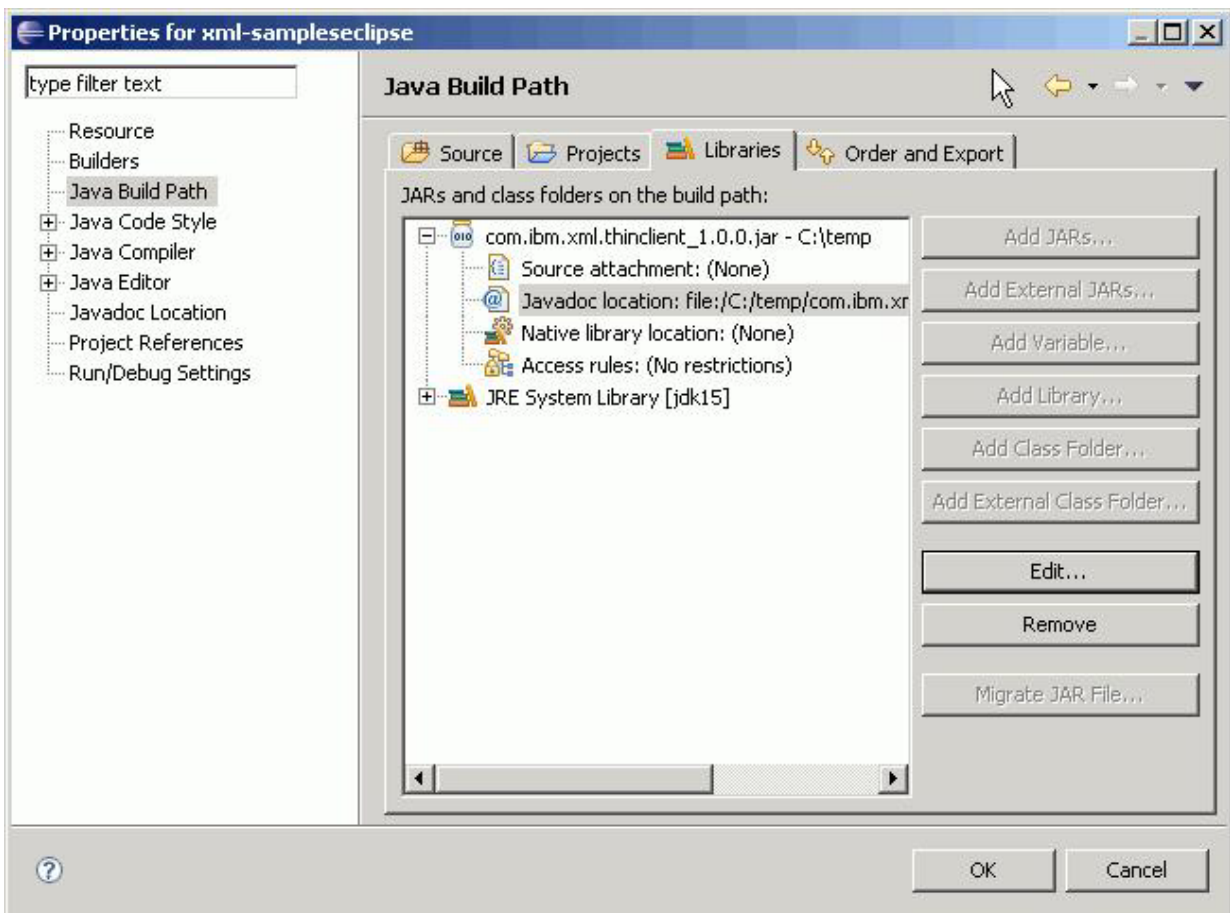 Properties for xml-sampleseclipse
type filter text
Resource
Builders
Java Build Path
Java Code Style
Java Compiler
Java Editor
Javadoc Location
Project References
Run/Debug Settings
Java Build Path
Source Projects Libraries Order and Export
JARs and class folders on the build path:
com.ibm.xml.thinclient_1.0.0.jar - C:\temp
Source attachment: (None)
Javadoc location: file:/C:/temp/com.ibm.xr
Native library location: (None)
Access rules: (No restrictions)
JRE System Library [jdk15]
Add JARs...
Add External JARs...
Add Variable...
Add Library...
Add Class Folder...
Add External Class Folder...
Edit...
Remove
Migrate JAR File...
OK Cancel